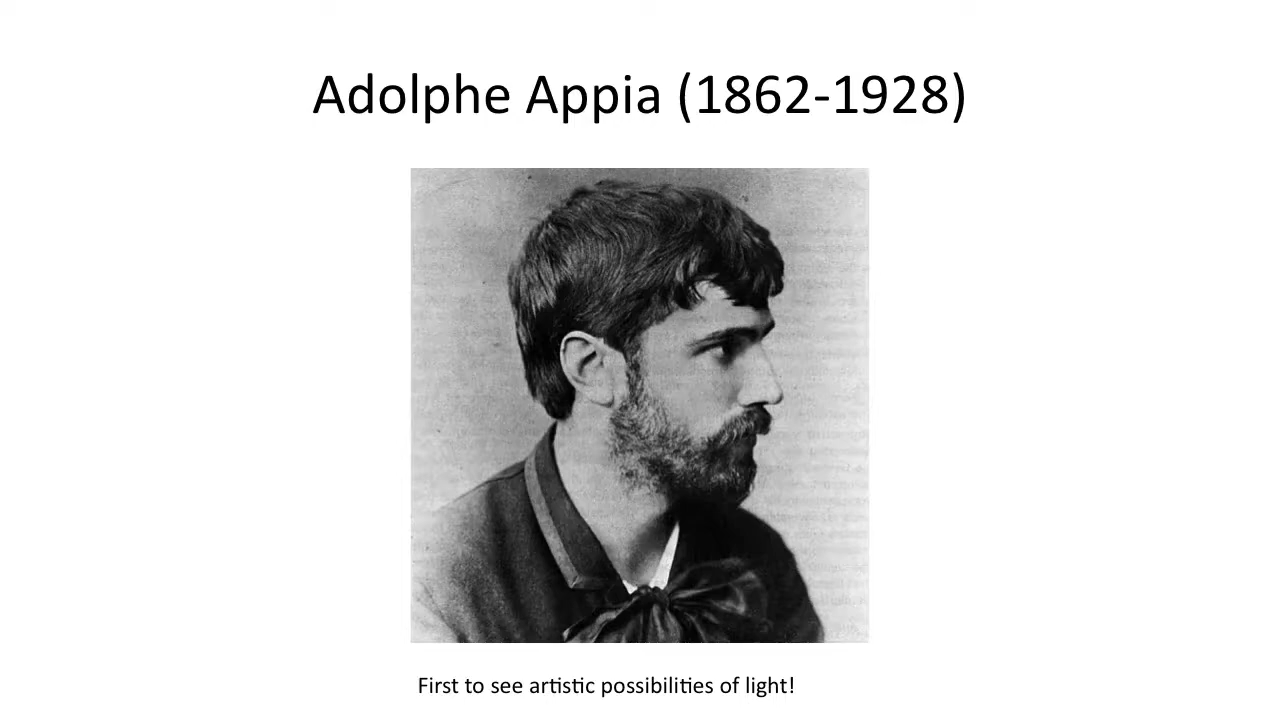 Adolphe Appia (1862-1928)
First to see artistic possibilities of light!